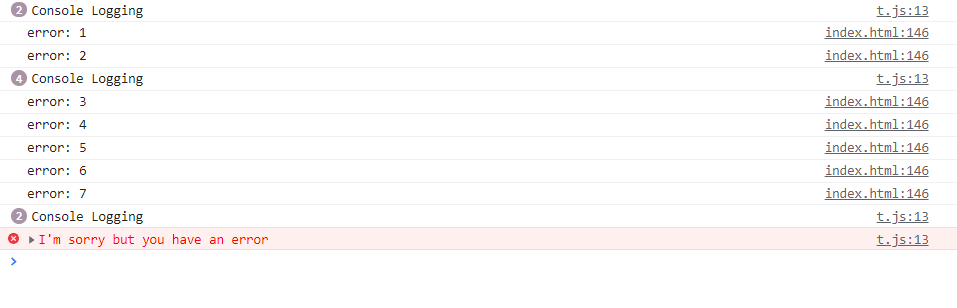 2 Console Logging t.js:13
error: 1 index.html:146
error: 2 index.html:146
4 Console Logging t.js:13
error: 3 index.html:146
error: 4 index.html:146
error: 5 index.html:146
error: 6 index.html:146
error: 7 index.html:146
2 Console Logging t.js:13
I'm sorry but you have an error t.js:13